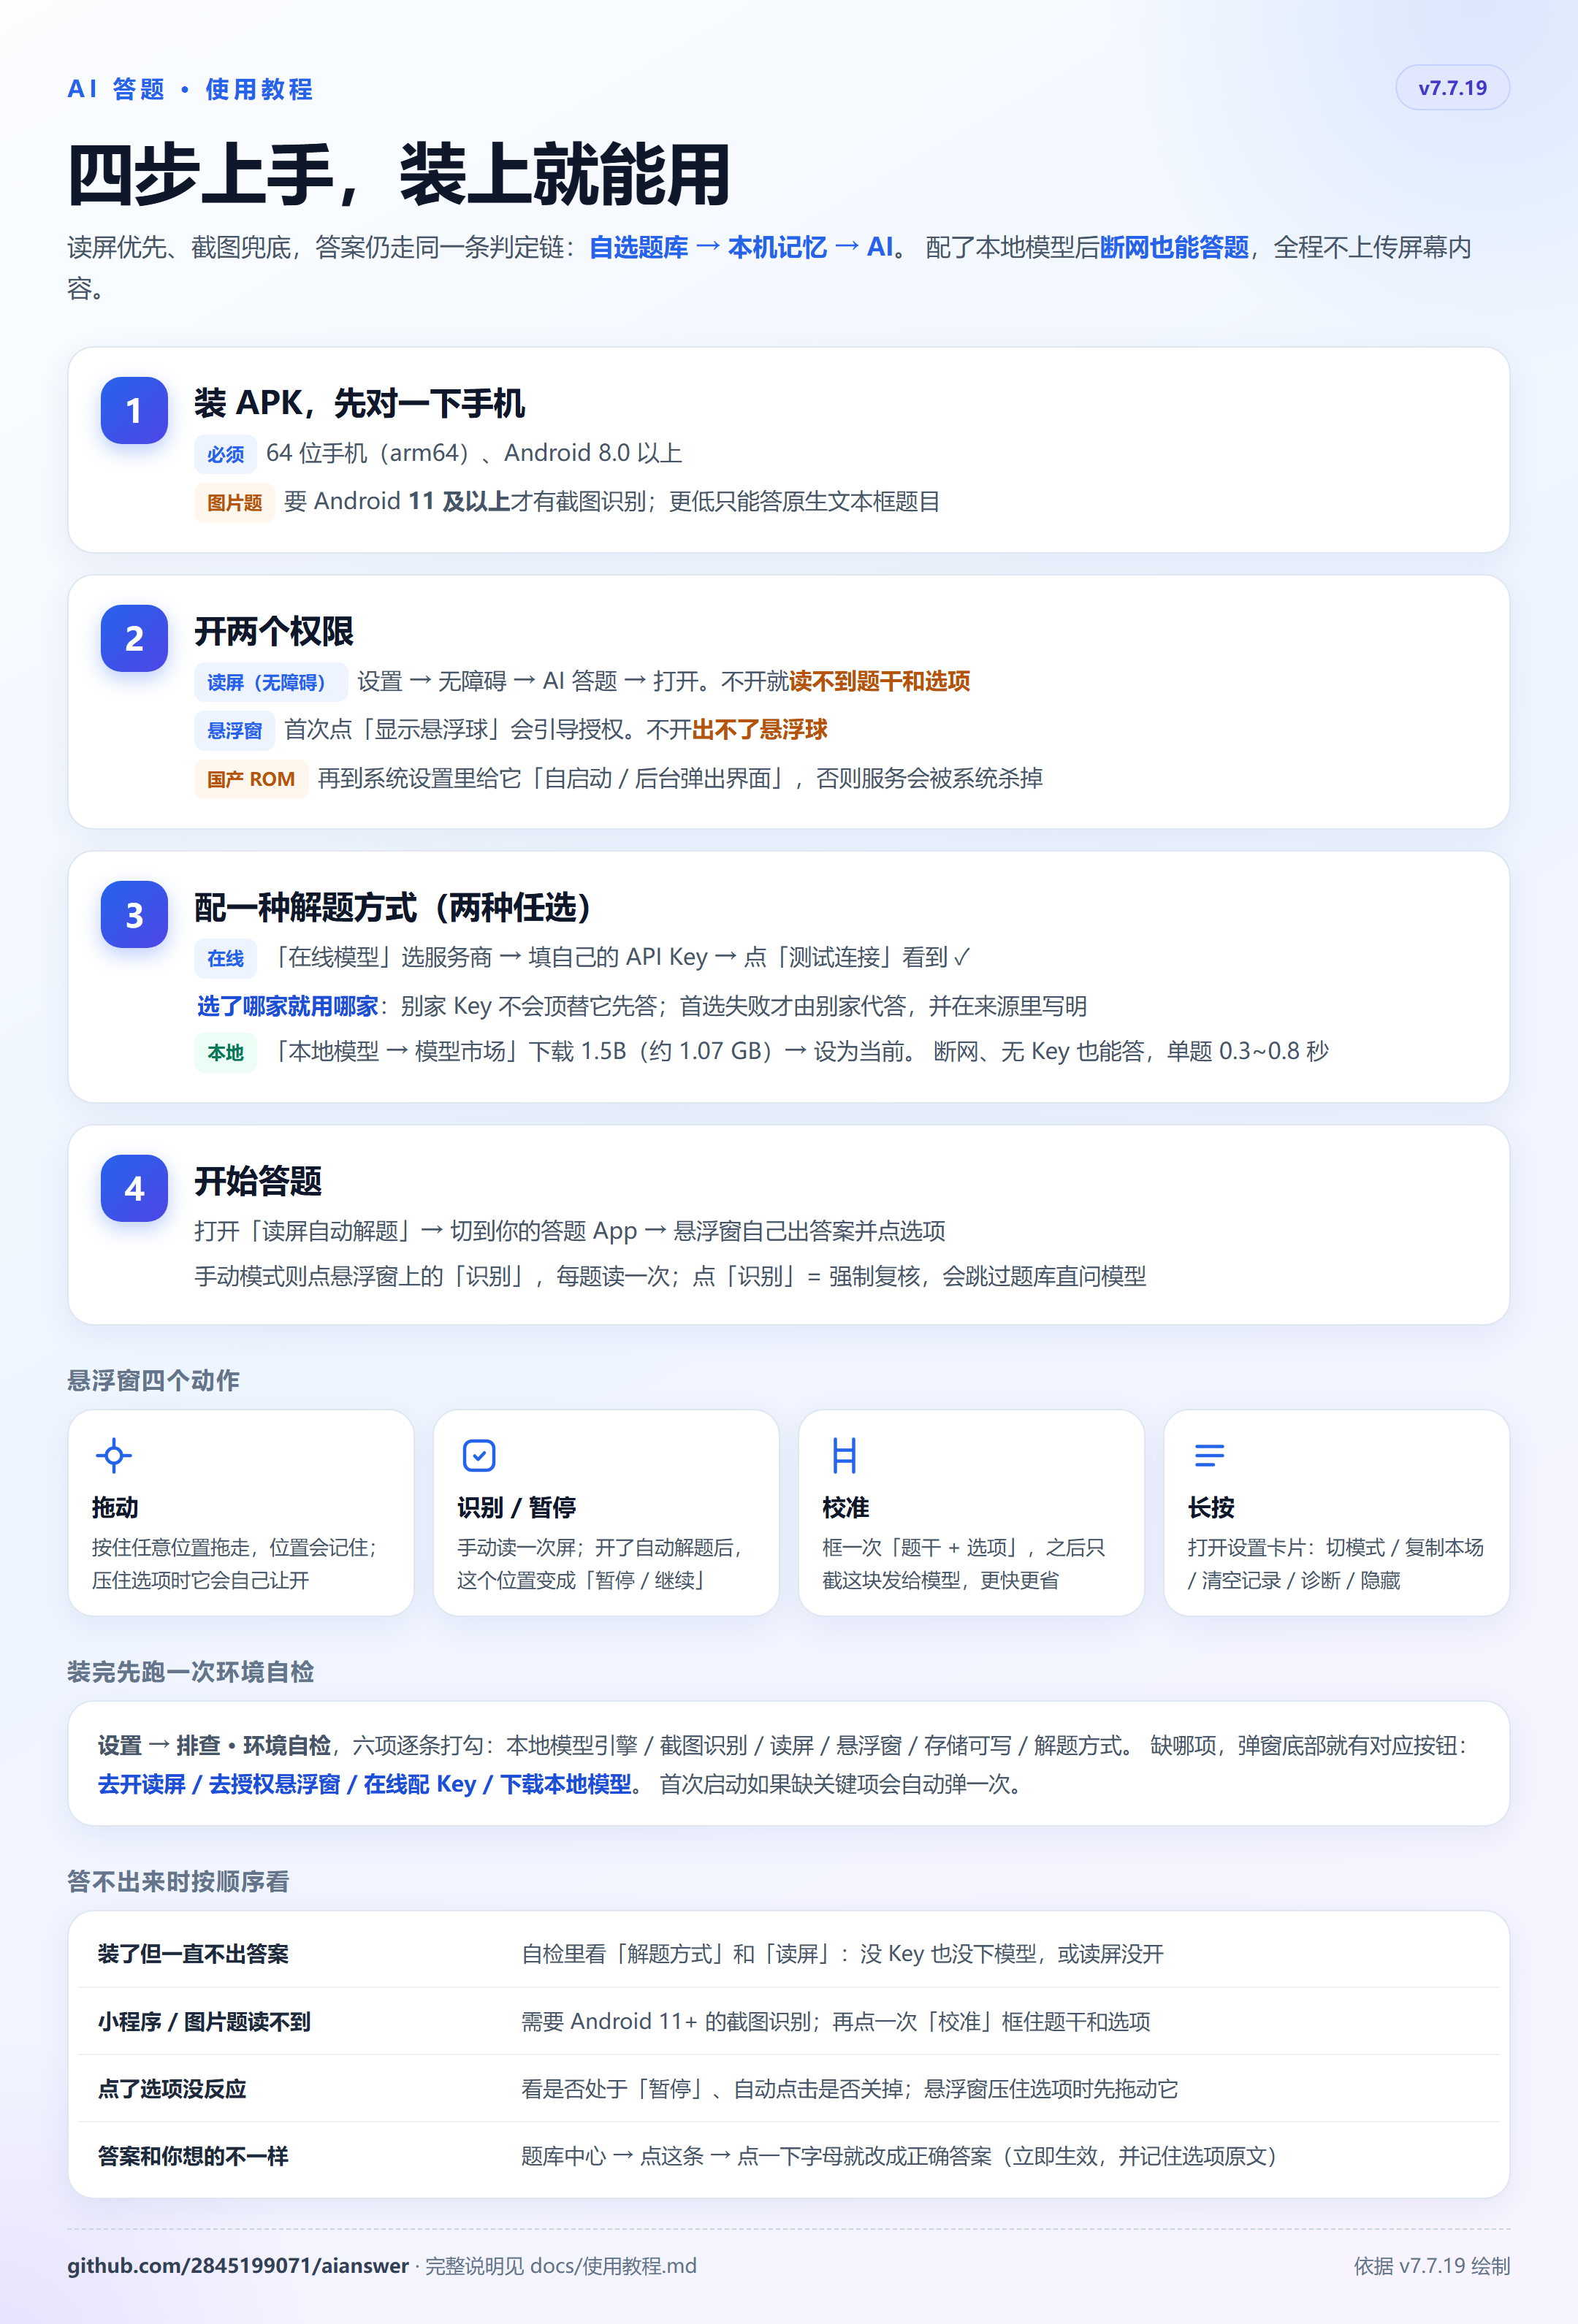 AI 答题 · 使用教程
v7.7.19
四步上手，装上就能用
读屏优先、截图兜底，答案仍走同一条判定链：自选题库 → 本机记忆 → AI。 配了本地模型后断网也能答题，全程不上传屏幕内
容。
1
装 APK，先对一下手机
必须 64 位手机（arm64）、Android 8.0 以上
图片题 要 Android 11 及以上才有截图识别；更低只能答原生文本框题目
2
开两个权限
读屏（无障碍） 设置 → 无障碍 → AI 答题 → 打开。不开就读不到题干和选项
悬浮窗 首次点「显示悬浮球」会引导授权。不开出不了悬浮球
国产 ROM 再到系统设置里给它「自启动 / 后台弹出界面」，否则服务会被系统杀掉
3
配一种解题方式（两种任选）
在线 「在线模型」选服务商 → 填自己的 API Key → 点「测试连接」看到 ✓
选了哪家就用哪家：别家 Key 不会顶替它先答；首选失败才由别家代答，并在来源里写明
本地 「本地模型 → 模型市场」下载 1.5B（约 1.07 GB）→ 设为当前。 断网、无 Key 也能答，单题 0.3~0.8 秒
4
开始答题
打开「读屏自动解题」→ 切到你的答题 App → 悬浮窗自己出答案并点选项
手动模式则点悬浮窗上的「识别」，每题读一次；点「识别」= 强制复核，会跳过题库直问模型
悬浮窗四个动作
拖动
按住任意位置拖走，位置会记住；
压住选项时它会自己让开
识别 / 暂停
手动读一次屏；开了自动解题后，
这个位置变成「暂停 / 继续」
校准
框一次「题干 + 选项」，之后只
截这块发给模型，更快更省
长按
打开设置卡片：切模式 / 复制本场
/ 清空记录 / 诊断 / 隐藏
装完先跑一次环境自检
设置 → 排查 · 环境自检，六项逐条打勾：本地模型引擎 / 截图识别 / 读屏 / 悬浮窗 / 存储可写 / 解题方式。 缺哪项，弹窗底部就有对应按钮：
去开读屏 / 去授权悬浮窗 / 在线配 Key / 下载本地模型。 首次启动如果缺关键项会自动弹一次。
答不出来时按顺序看
装了但一直不出答案 自检里看「解题方式」和「读屏」：没 Key 也没下模型，或读屏没开
小程序 / 图片题读不到 需要 Android 11+ 的截图识别；再点一次「校准」框住题干和选项
点了选项没反应 看是否处于「暂停」、自动点击是否关掉；悬浮窗压住选项时先拖动它
答案和你想的不一样 题库中心 → 点这条 → 点一下字母就改成正确答案（立即生效，并记住选项原文）
github.com/2845199071/aianswer · 完整说明见 docs/使用教程.md
依据 v7.7.19 绘制